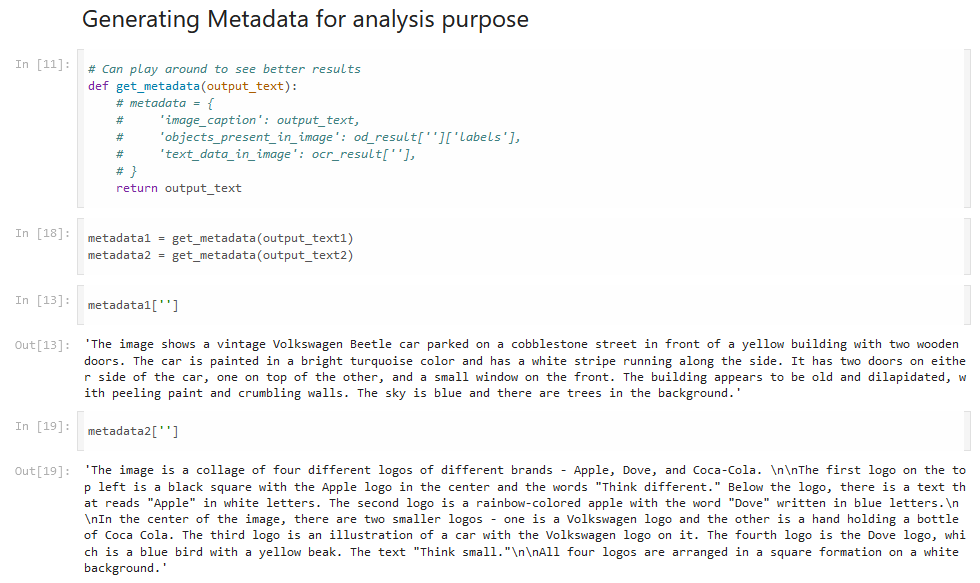 Generating Metadata for analysis purpose
In [11]:
# Can play around to see better results
def get_metadata(output_text):
    # metadata = {
    #     'image_caption': output_text,
    #     'objects_present_in_image': od_result['']['labels'],
    #     'text_data_in_image': ocr_result[''],
    # }
    return output_text
In [18]:
metadata1 = get_metadata(output_text1)
metadata2 = get_metadata(output_text2)
In [13]:
metadata1['']
Out[13]:
'The image shows a vintage Volkswagen Beetle car parked on a cobblestone street in front of a yellow building with two wooden
doors. The car is painted in a bright turquoise color and has a white stripe running along the side. It has two doors on eithe
r side of the car, one on top of the other, and a small window on the front. The building appears to be old and dilapidated, w
ith peeling paint and crumbling walls. The sky is blue and there are trees in the background.'
In [19]:
metadata2['']
Out[19]:
'The image is a collage of four different logos of different brands - Apple, Dove, and Coca-Cola. \n\nThe first logo on the to
p left is a black square with the Apple logo in the center and the words "Think different." Below the logo, there is a text th
at reads "Apple" in white letters. The second logo is a rainbow-colored apple with the word "Dove" written in blue letters.\n
\nIn the center of the image, there are two smaller logos - one is a Volkswagen logo and the other is a hand holding a bottle
of Coca Cola. The third logo is an illustration of a car with the Volkswagen logo on it. The fourth logo is the Dove logo, whi
ch is a blue bird with a yellow beak. The text "Think small."\n\nAll four logos are arranged in a square formation on a white
background.'